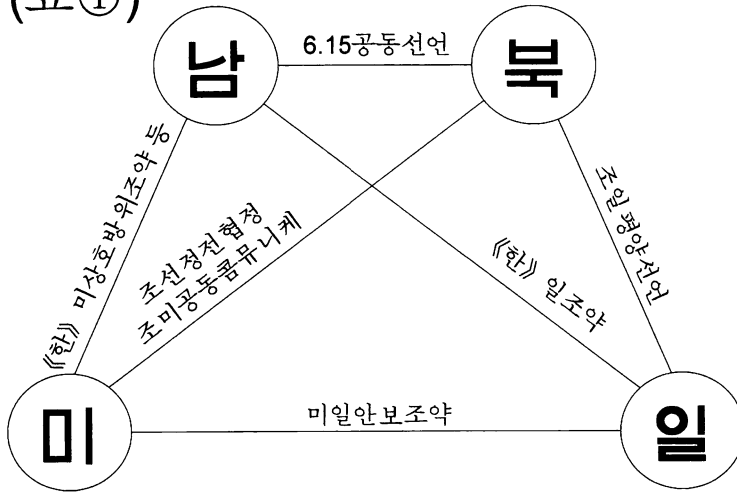 (표①)
남
6.15공동선언
북
《한》 미상호방위조약 등
조선정전협정
조미공동콤뮤니케
《한》 일조약
조일평양선언
미
미일안보조약
일